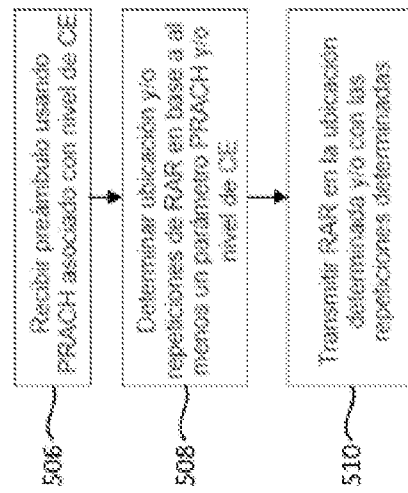 506
Recibir preámbulo usando
PRACH asociado con nivel de CE
508
Determinar ubicación y/o
repeticiones de RAR en base a al
menos un parámetro PRACH y/o
nivel de CE
510
Transmitir RAR en la ubicación
determinada y/o con las
repeticiones determinadas